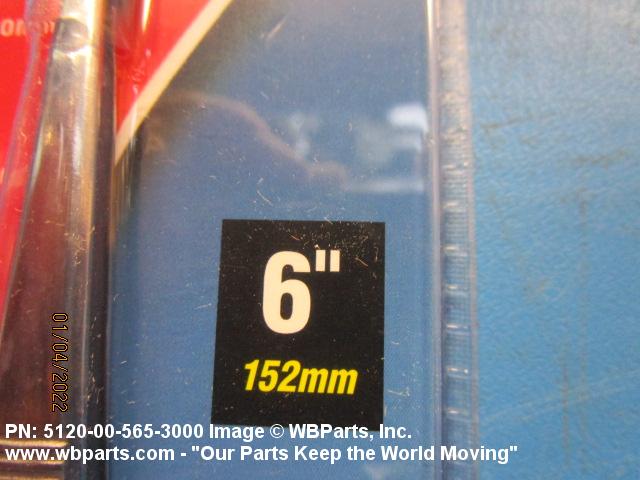 6"
152mm
01/04/2022
PN: 5120-00-565-3000 Image © WBParts, Inc.
www.wbparts.com - "Our Parts Keep the World Moving"